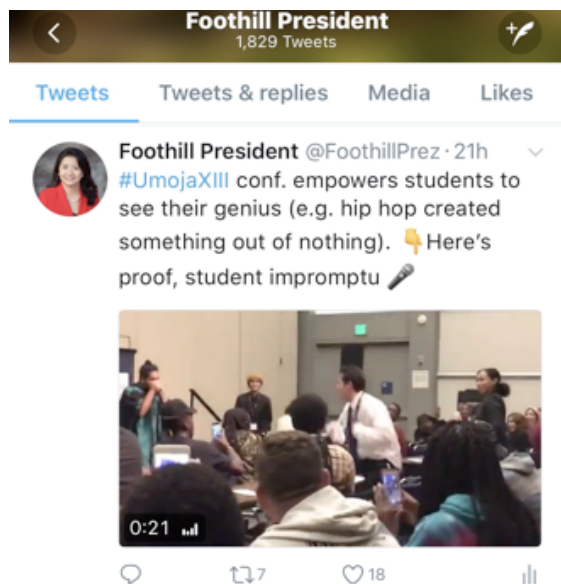 Foothill President
1,829 Tweets
Tweets Tweets & replies Media Likes
Foothill President @FoothillPrez · 21h
#UmojaXIII conf. empowers students to
see their genius (e.g. hip hop created
something out of nothing). 👇Here's
proof, student impromptu 🎤
0:21
7 18